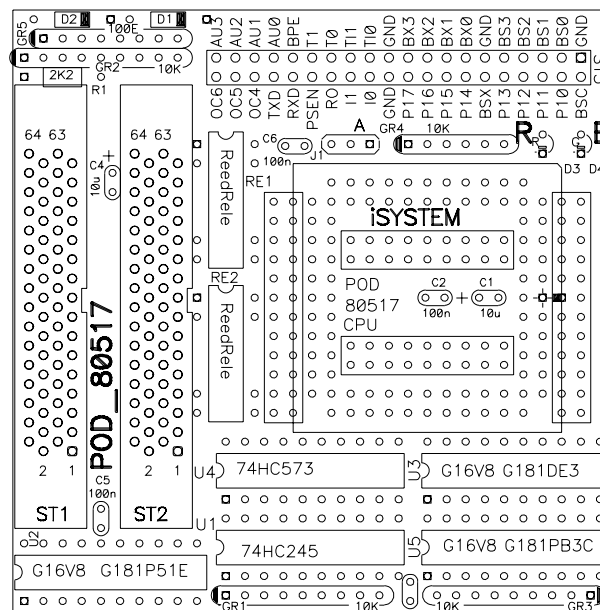 GR5
D2
D1
100E
GR2
10K
2K2
R1
AU3 AU2 AU1 AU0 BPE T1 T0 TI1 TI0 GND BX3 BX2 BX1 BX0 GND BS3 BS2 BS1 BS0 GND
OC6 OC5 OC4 TXD RXD PSEN RO I1 I0 GND P17 P16 P15 P14 BSX P13 P12 P11 P10 BSC
64 63
64 63
C4
10u
ReedRele
RE1
C6
100n
J1
A
GR4
10K
R
D3
D4
iSYSTEM
RE2
ReedRele
POD
80517
CPU
C2
100n
C1
10u
POD_80517
2 1
2 1
C5
100n
ST1
ST2
U4
74HC573
U3
G16V8 G181DE3
U2
U1
74HC245
U5
G16V8 G181PB3C
G16V8 G181P51E
GR1
10K
10K
GR3